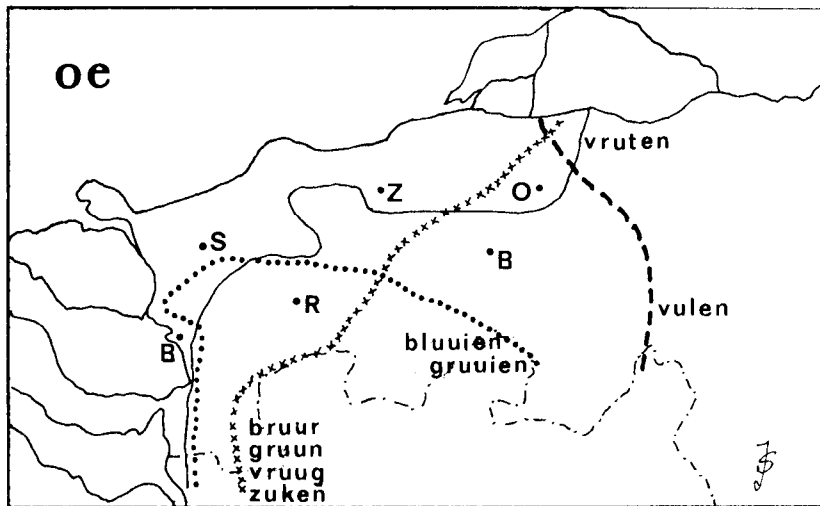 oe
vruten
Z
O
S
B
R
vulen
B
bluuien
gruuien
bruur
gruun
vruug
zuken